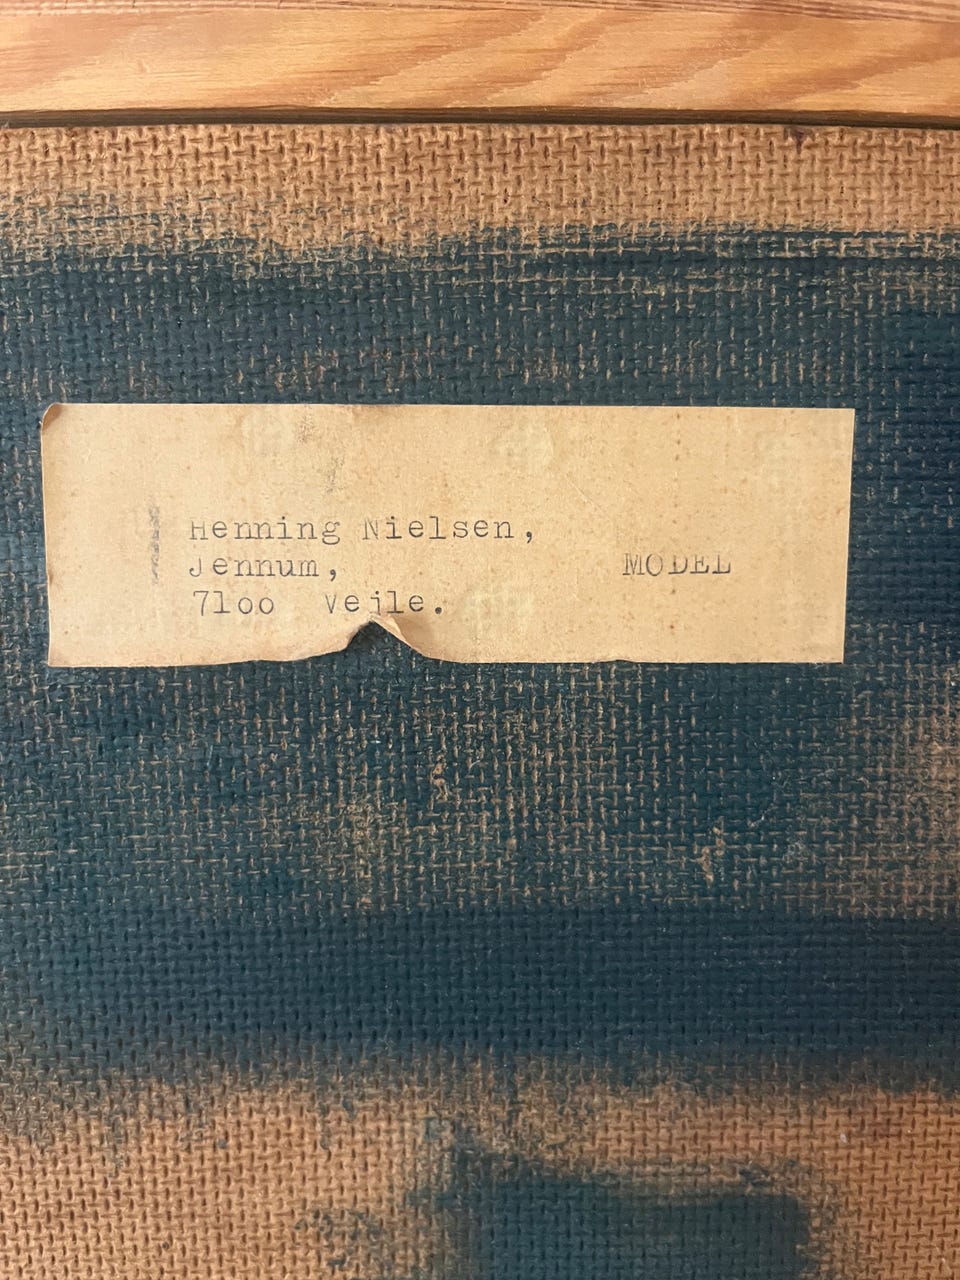 Henning Nielsen,
Jennum,
MODEL
7loo Vejle.